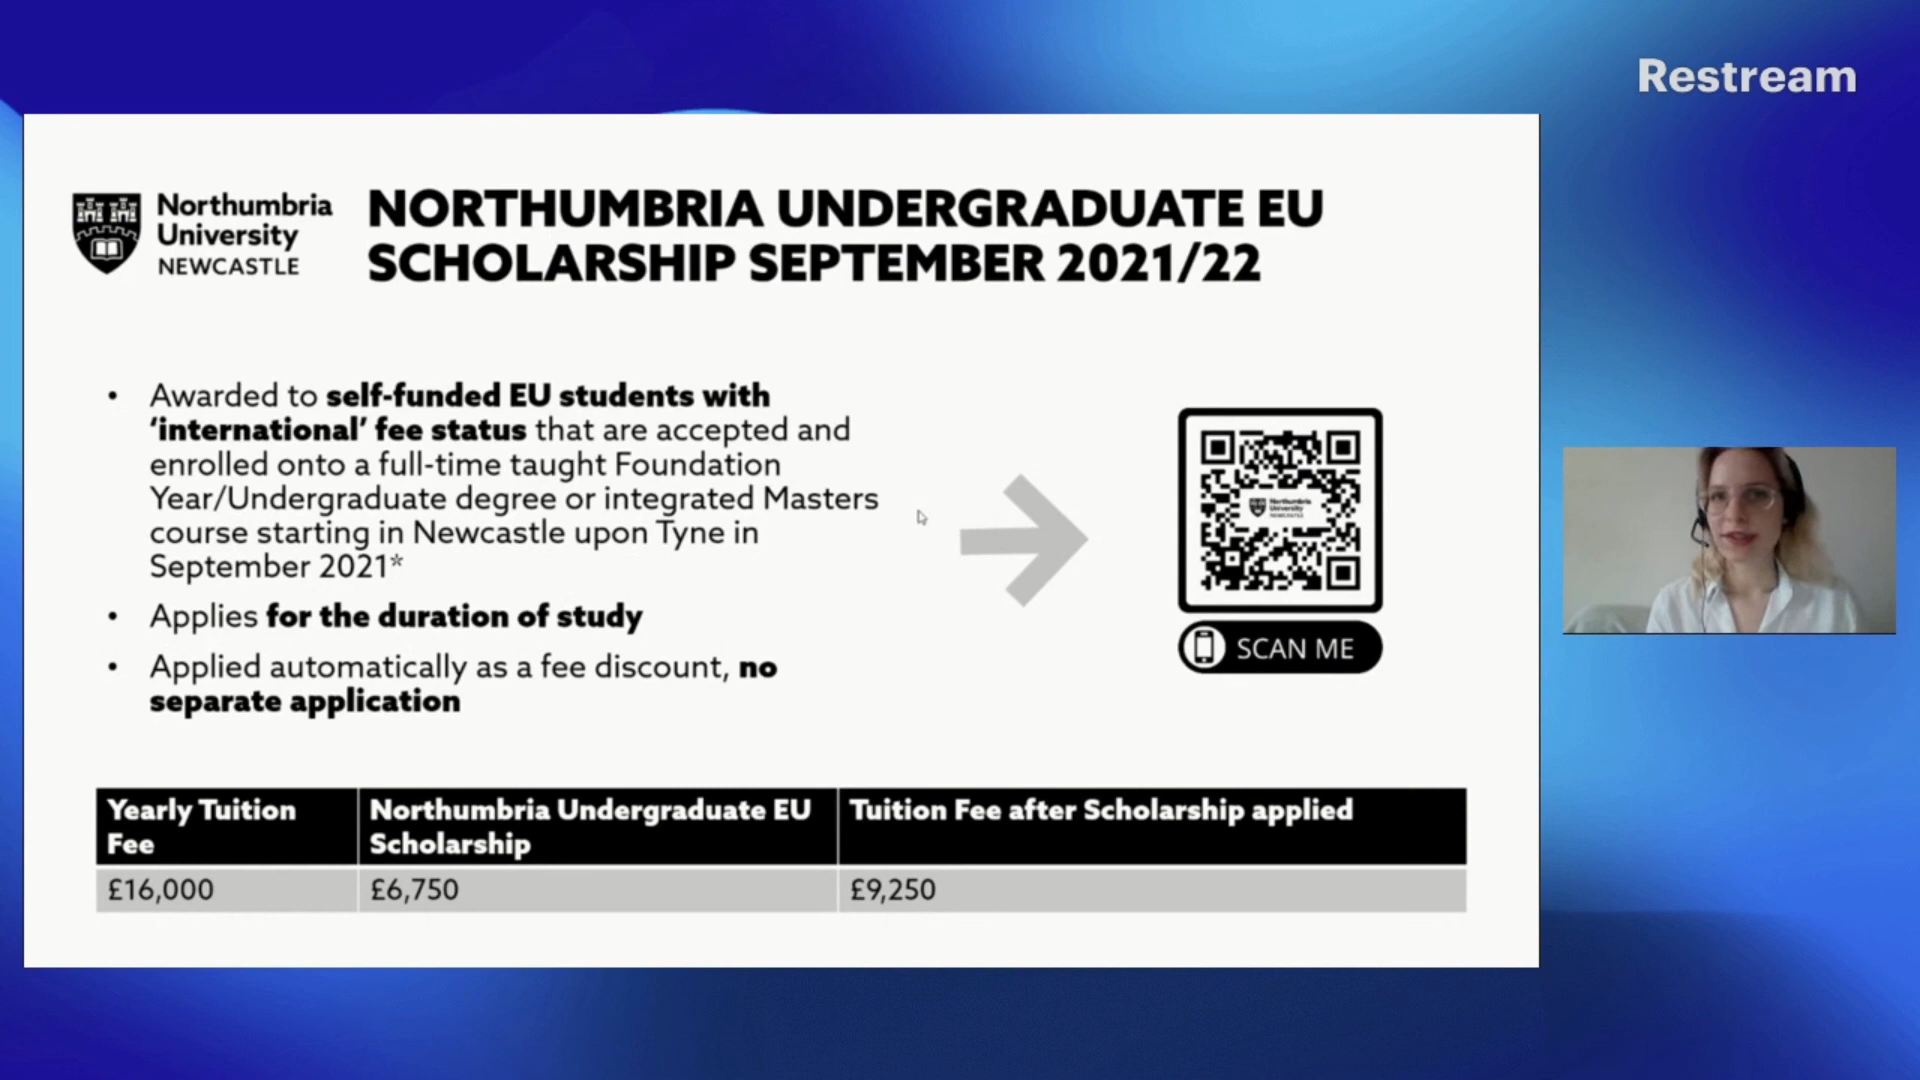 Restream
Northumbria
University
NEWCASTLE
NORTHUMBRIA UNDERGRADUATE EU
SCHOLARSHIP SEPTEMBER 2021/22
• Awarded to self-funded EU students with
‘international’ fee status that are accepted and
enrolled onto a full-time taught Foundation
Year/Undergraduate degree or integrated Masters
course starting in Newcastle upon Tyne in
September 2021*
• Applies for the duration of study
• Applied automatically as a fee discount, no
separate application
Northumbria
University
NEWCASTLE
SCAN ME
Yearly Tuition
Fee
Northumbria Undergraduate EU
Scholarship
Tuition Fee after Scholarship applied
£16,000
£6,750
£9,250